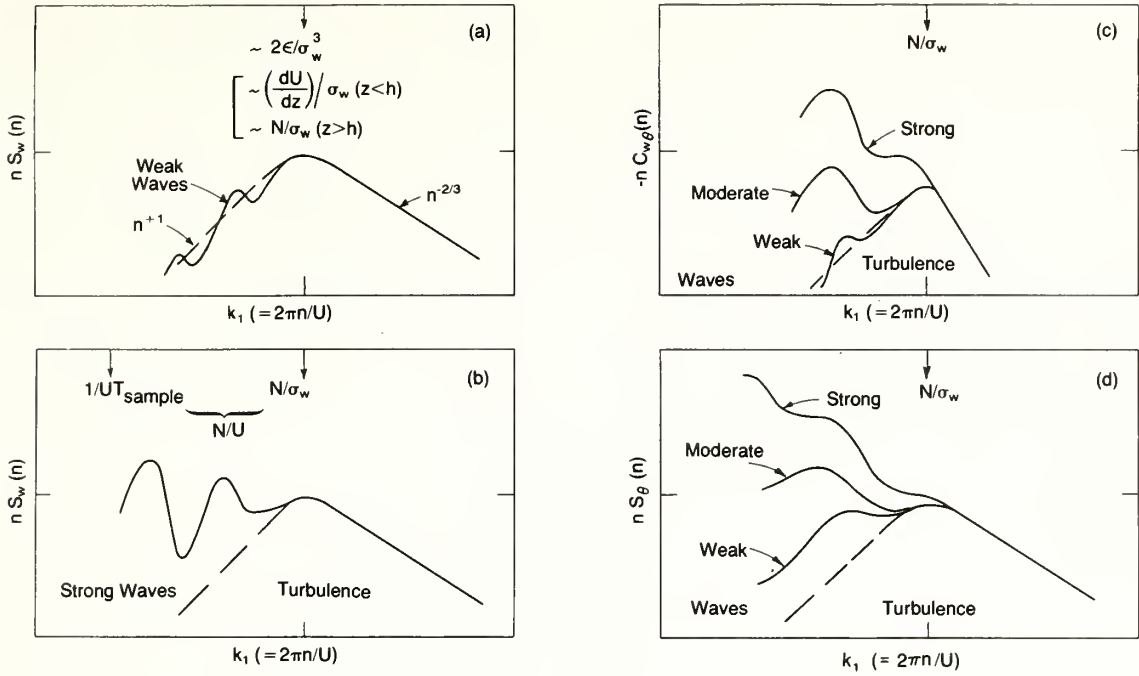 (a)
~ 2ϵ/σ_w^3
~ (dU/dz)/σ_w (z<h)
~ N/σ_w (z>h)
Weak
Waves
n^{+1}
n^{-2/3}
n S_w (n)
k_1 (=2πn/U)
(b)
1/UT_sample
N/U
N/σ_w
n S_w (n)
Strong Waves
Turbulence
k_1 (=2πn/U)
(c)
N/σ_w
-n C_wθ(n)
Strong
Moderate
Weak
Waves
Turbulence
k_1 (=2πn/U)
(d)
N/σ_w
n S_θ (n)
Strong
Moderate
Weak
Waves
Turbulence
k_1 (= 2πn/U)